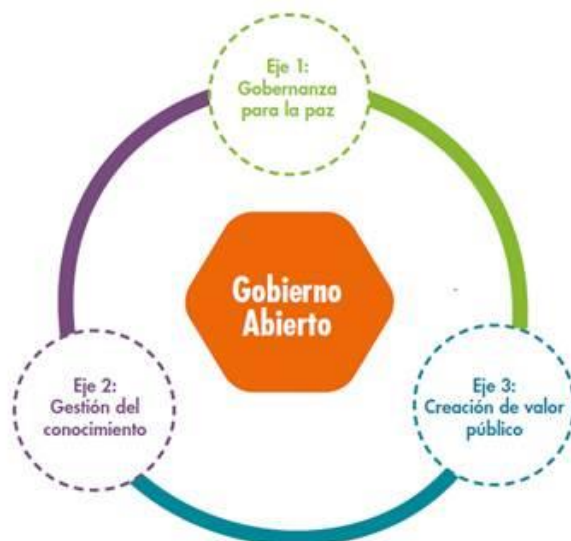 Eje 1:
Gobernanza
para la paz
Gobierno
Abierto
Eje 2:
Gestión del
conocimiento
Eje 3:
Creación de valor
público